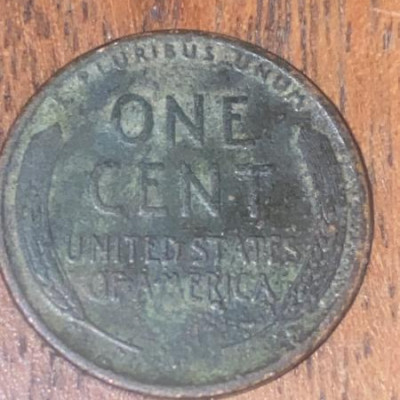 E PLURIBUS UNUM
ONE
CENT
UNITED STATES
OF AMERICA